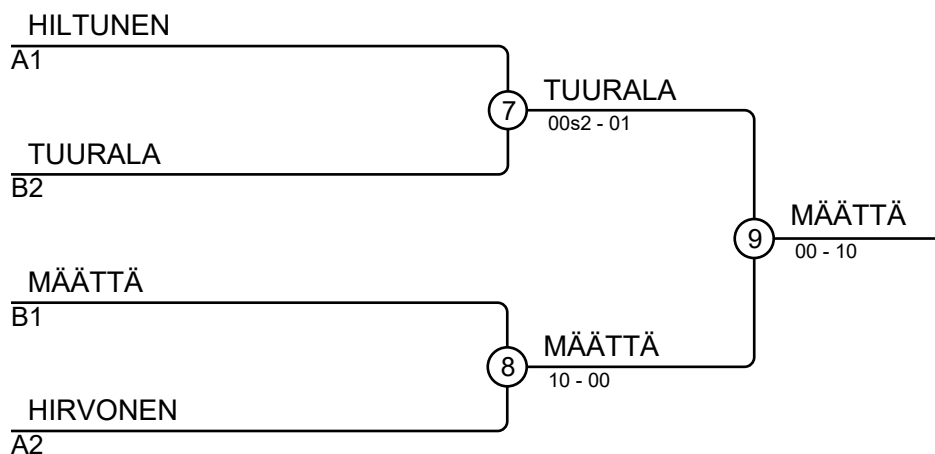 HILTUNEN
A1
7
TUURALA
00s2 - 01
TUURALA
B2
9
MÄÄTTÄ
00 - 10
MÄÄTTÄ
B1
8
MÄÄTTÄ
10 - 00
HIRVONEN
A2